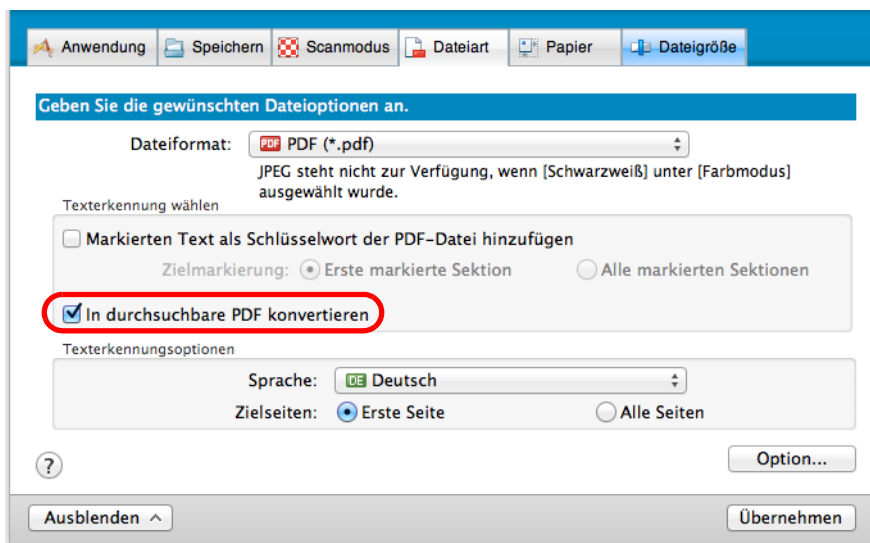 Anwendung Speichern Scanmodus Dateiart Papier Dateigröße
Geben Sie die gewünschten Dateioptionen an.
Dateiformat: PDF PDF (*.pdf)
JPEG steht nicht zur Verfügung, wenn [Schwarzweiß] unter [Farbmodus]
ausgewählt wurde.
Texterkennung wählen
Markierten Text als Schlüsselwort der PDF-Datei hinzufügen
Zielmarkierung: Erste markierte Sektion Alle markierten Sektionen
In durchsuchbare PDF konvertieren
Texterkennungsoptionen
Sprache: DE Deutsch
Zielseiten: Erste Seite Alle Seiten
? Option...
Ausblenden Übernehmen